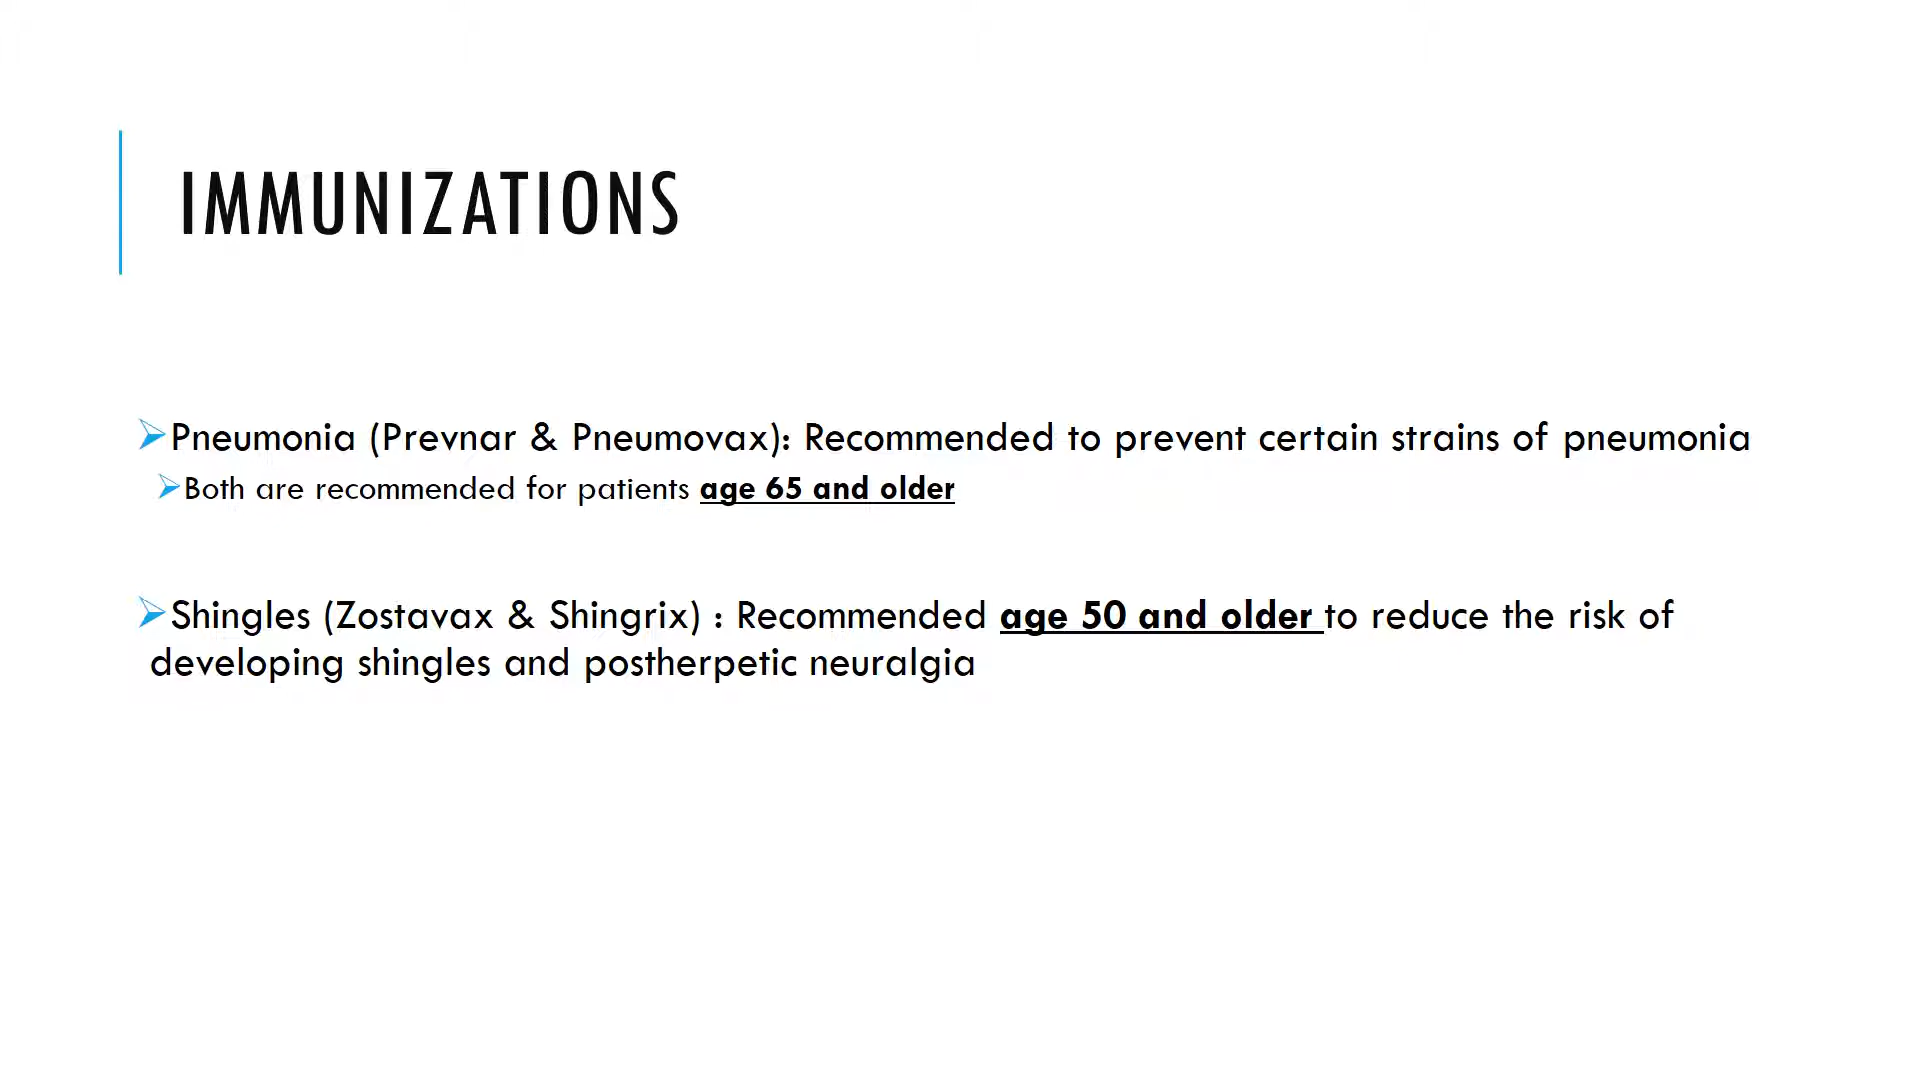 IMMUNIZATIONS
Pneumonia (Prevnar & Pneumovax): Recommended to prevent certain strains of pneumonia
Both are recommended for patients age 65 and older
Shingles (Zostavax & Shingrix) : Recommended age 50 and older to reduce the risk of
developing shingles and postherpetic neuralgia